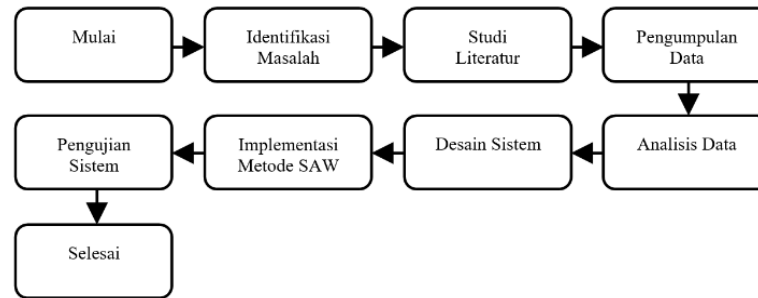 Mulai
Identifikasi
Masalah
Studi
Literatur
Pengumpulan
Data
Analisis Data
Desain Sistem
Implementasi
Metode SAW
Pengujian
Sistem
Selesai